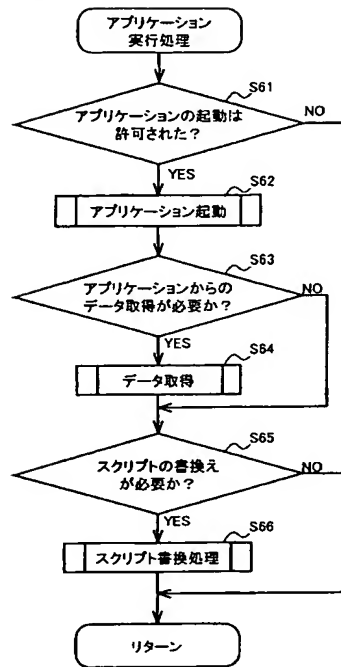 アプリケーション
実行処理
S61
アプリケーションの起動は
許可された？
NO
YES
S62
アプリケーション起動
S63
アプリケーションからの
データ取得が必要か？
NO
YES
S64
データ取得
S65
スクリプトの書換え
が必要か？
NO
YES
S66
スクリプト書換処理
リターン